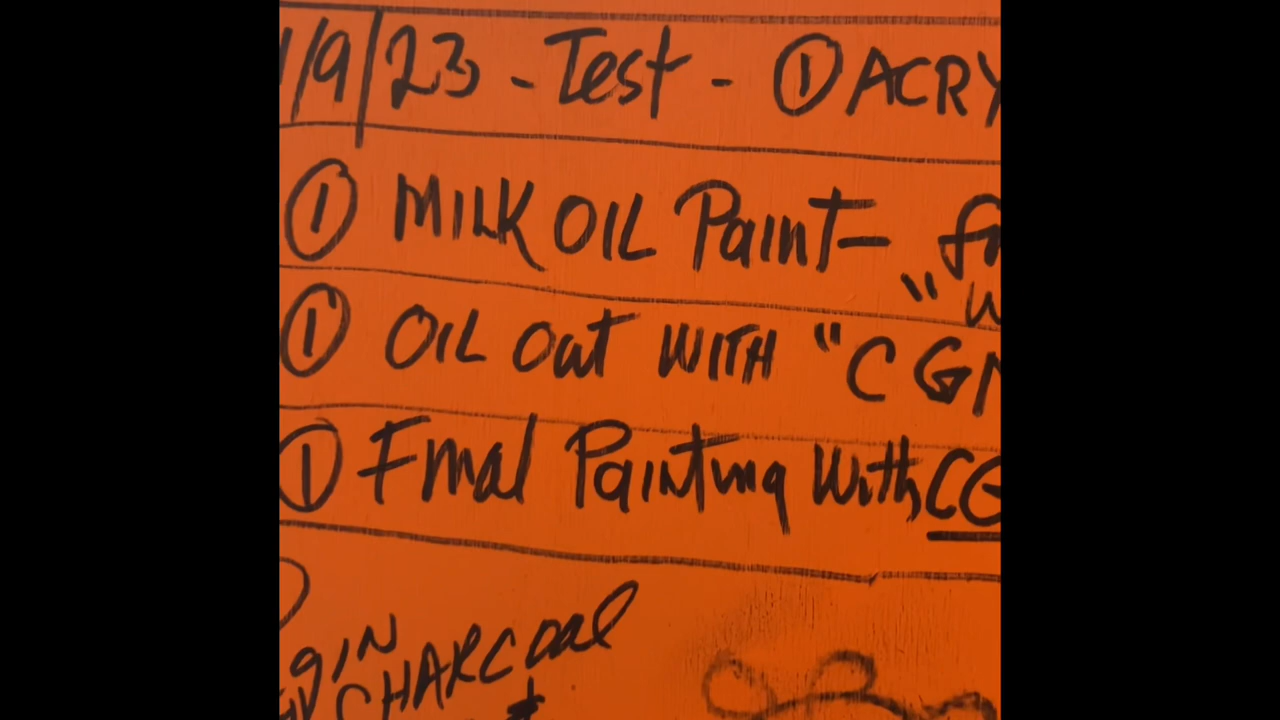 1/9/23 - Test - ① ACRY
① MILK OIL Paint -
① OIL Out WITH "CG
① Final Painting With CG
CHARCOAL